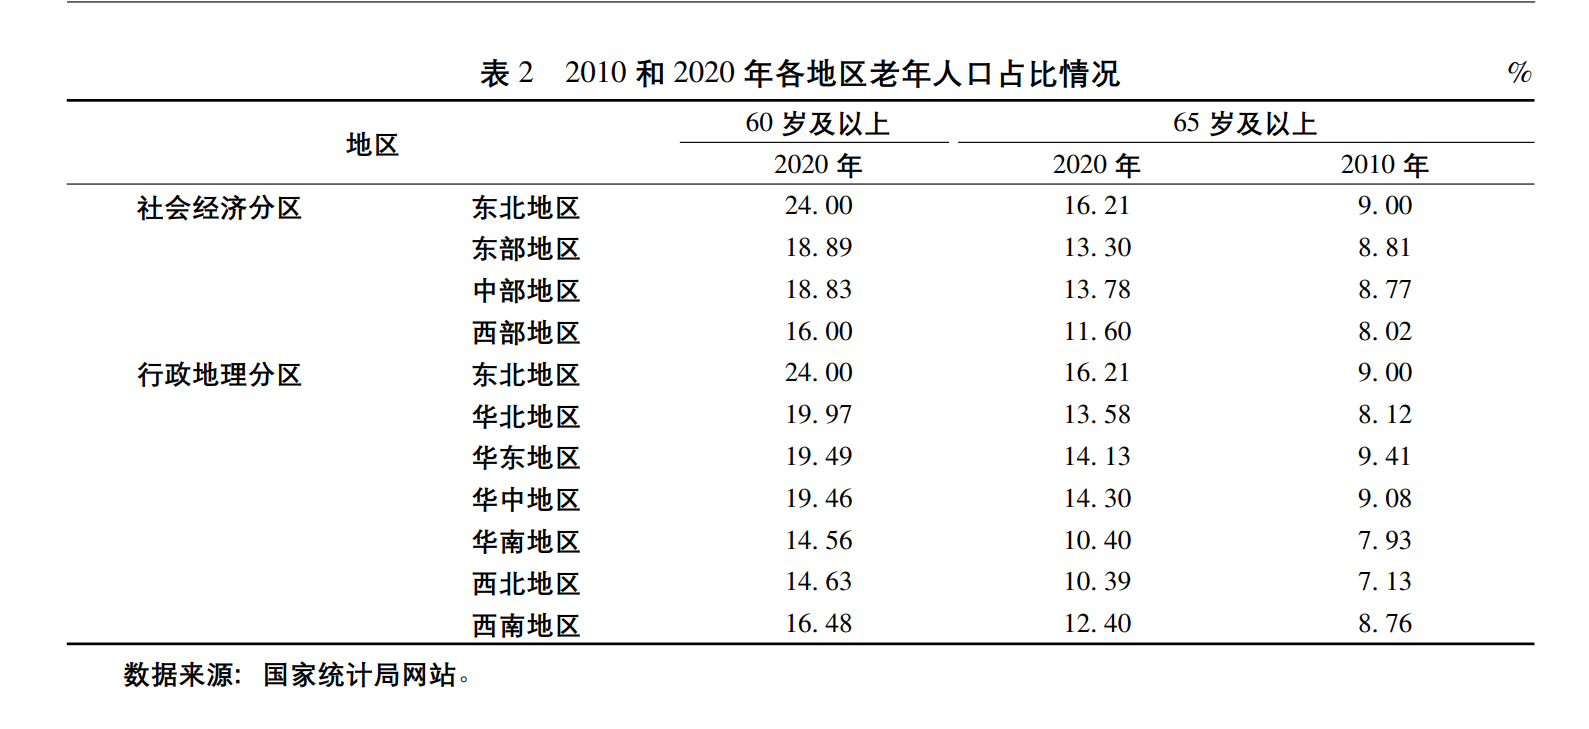 表 2 2010 和 2020 年各地区老年人口占比情况 %
地区 60 岁及以上 65 岁及以上
2020 年 2020 年 2010 年
社会经济分区 东北地区 24. 00 16. 21 9. 00
东部地区 18. 89 13. 30 8. 81
中部地区 18. 83 13. 78 8. 77
西部地区 16. 00 11. 60 8. 02
行政地理分区 东北地区 24. 00 16. 21 9. 00
华北地区 19. 97 13. 58 8. 12
华东地区 19. 49 14. 13 9. 41
华中地区 19. 46 14. 30 9. 08
华南地区 14. 56 10. 40 7. 93
西北地区 14. 63 10. 39 7. 13
西南地区 16. 48 12. 40 8. 76
数据来源: 国家统计局网站。